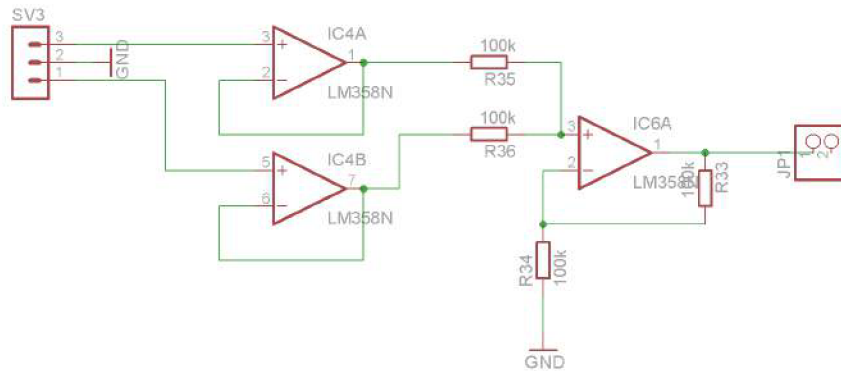 SV3
3
2
1
GND
3
2
IC4A
1
LM358N
5
6
IC4B
7
LM358N
100k
R35
100k
R36
3
2
IC6A
1
LM358N
100k
R33
R34
100k
GND
JP1
1
2